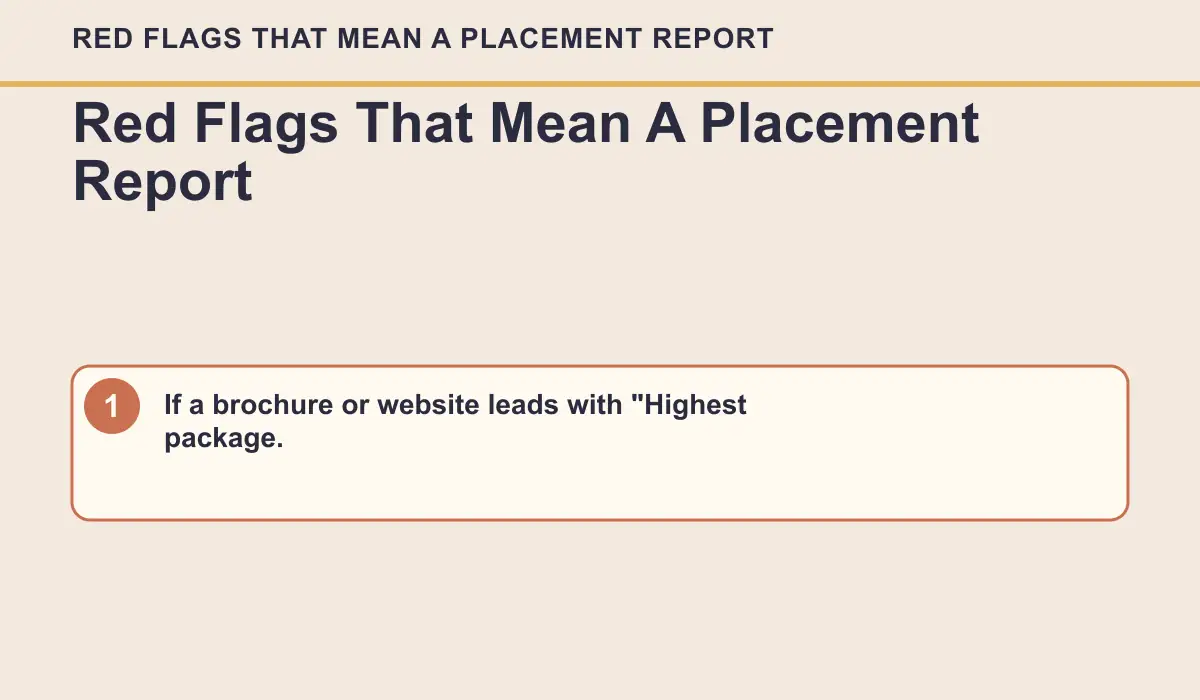 RED FLAGS THAT MEAN A PLACEMENT REPORT
Red Flags That Mean A Placement
Report
1
If a brochure or website leads with "Highest
package.